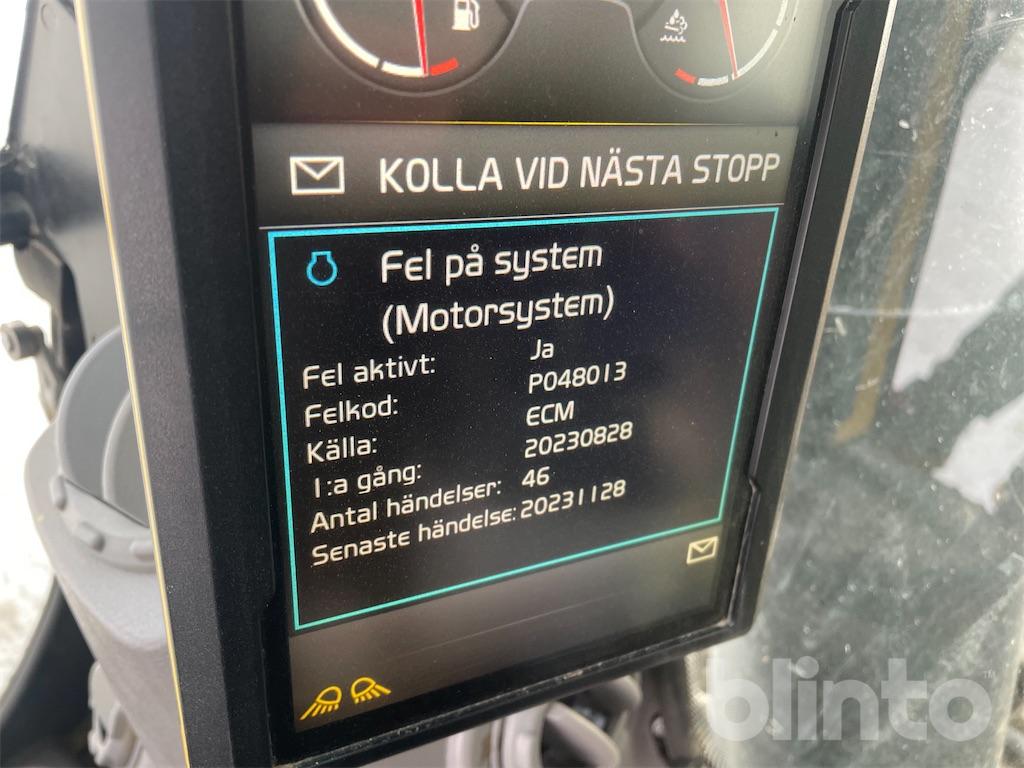 KOLLA VID NÄSTA STOPP
Fel på system
(Motorsystem)
Fel aktivt: Ja
Felkod: P048013
Källa: ECM
1:a gång: 20230828
Antal händelser: 46
Senaste händelse: 20231128
blinto